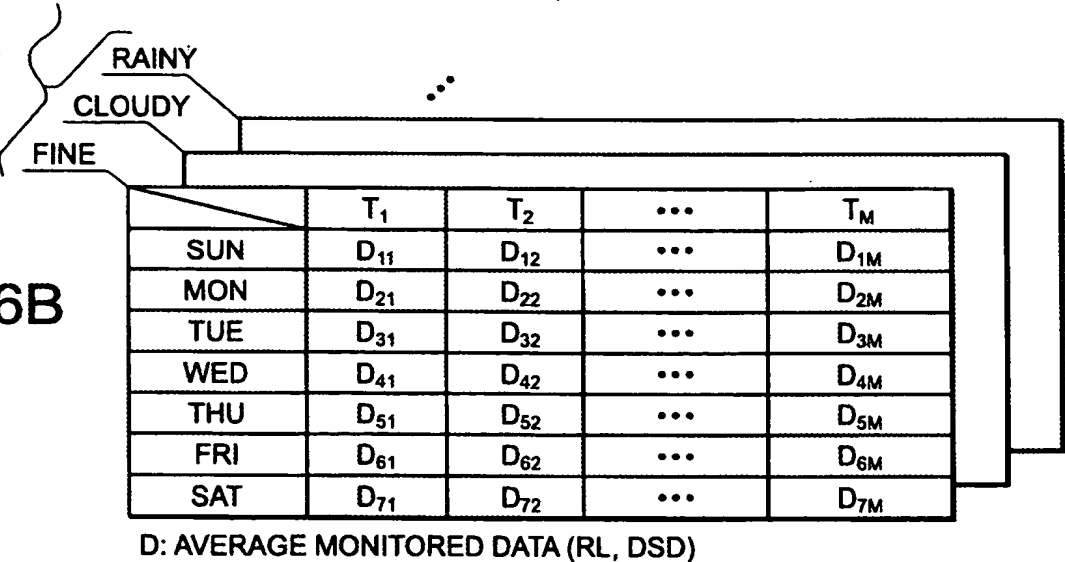 RAINY
CLOUDY
FINE
T₁ T₂ ••• T_M
SUN D₁₁ D₁₂ ••• D₁M
MON D₂₁ D₂₂ ••• D₂M
6B
TUE D₃₁ D₃₂ ••• D₃M
WED D₄₁ D₄₂ ••• D₄M
THU D₅₁ D₅₂ ••• D₅M
FRI D₆₁ D₆₂ ••• D₆M
SAT D₇₁ D₇₂ ••• D₇M
D: AVERAGE MONITORED DATA (RL, DSD)